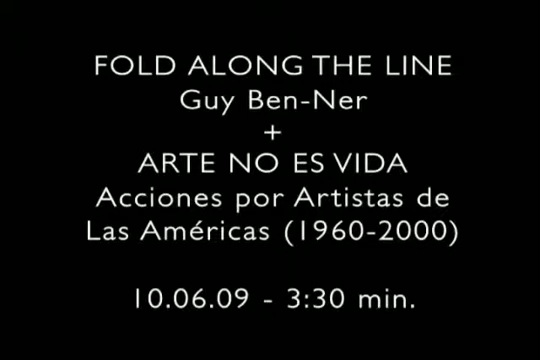 FOLD ALONG THE LINE
Guy Ben-Ner
+
ARTE NO ES VIDA
Acciones por Artistas de
Las Américas (1960-2000)
10.06.09 - 3:30 min.